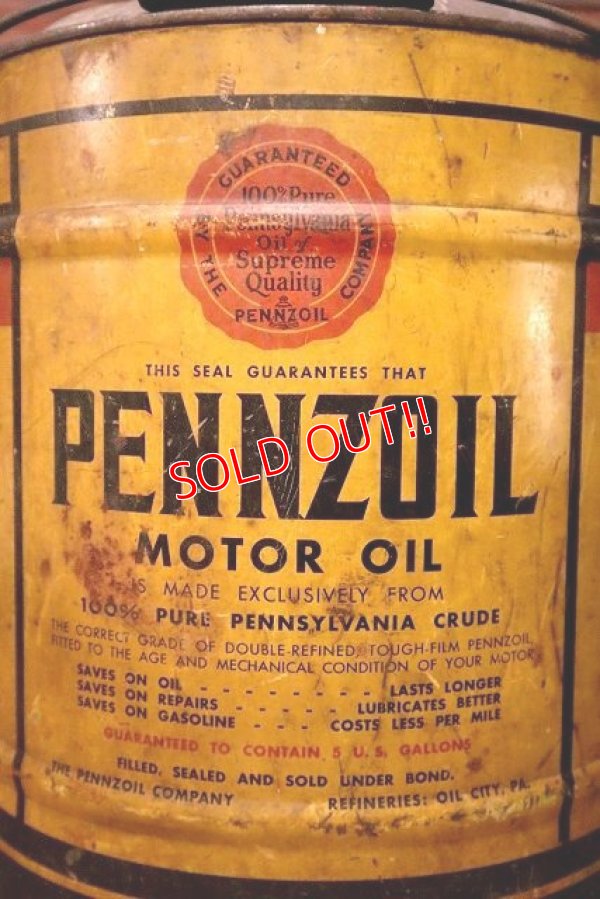 GUARANTEED
100% Pure
Pennsylvania
Oil of
Supreme
Quality
BY THE
PENNZOIL
COMPANY
THIS SEAL GUARANTEES THAT
PENNZOIL
SOLD OUT!!
MOTOR OIL
IS MADE EXCLUSIVELY FROM
100% PURE PENNSYLVANIA CRUDE
THE CORRECT GRADE OF DOUBLE-REFINED, TOUGH-FILM PENNZOIL,
FITTED TO THE AGE AND MECHANICAL CONDITION OF YOUR MOTOR
SAVES ON OIL - - - - - - - - LASTS LONGER
SAVES ON REPAIRS - - - - - LUBRICATES BETTER
SAVES ON GASOLINE - - - COSTS LESS PER MILE
GUARANTEED TO CONTAIN 5 U. S. GALLONS
FILLED, SEALED AND SOLD UNDER BOND.
THE PENNZOIL COMPANY REFINERIES: OIL CITY, PA.